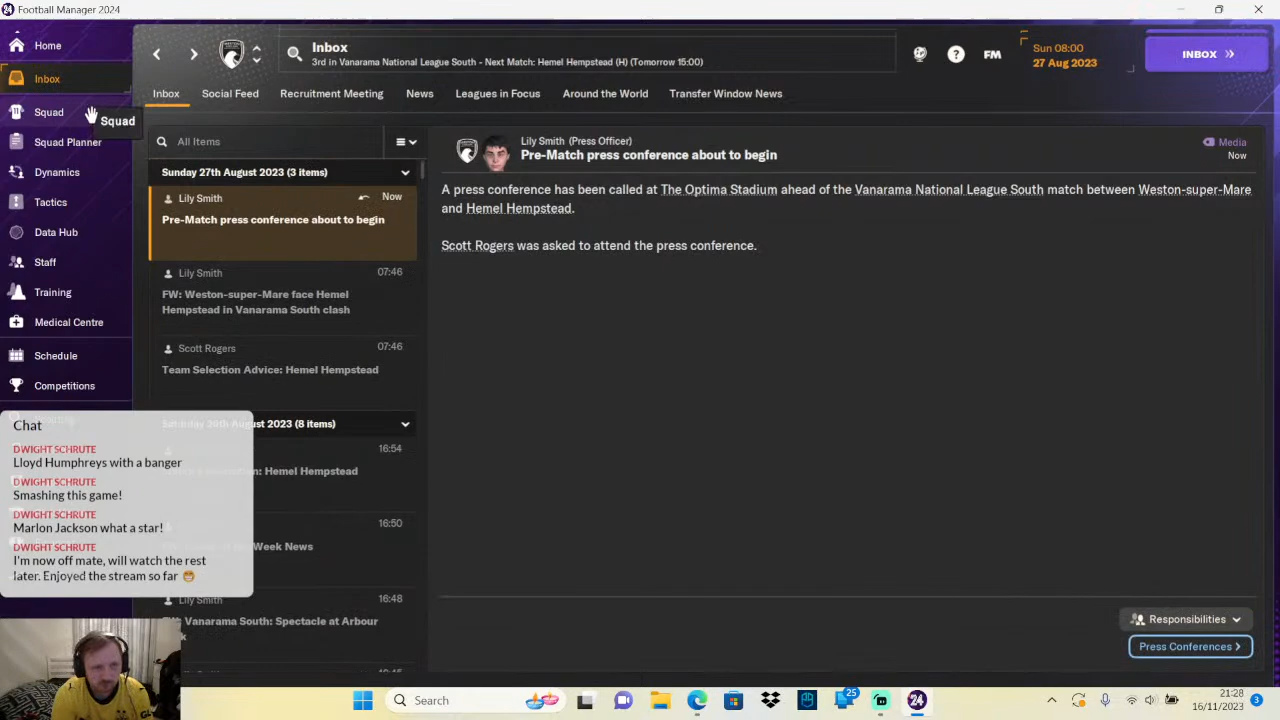 Football Manager 2024
Home
Inbox
Squad
Squad
Squad Planner
Dynamics
Tactics
Data Hub
Staff
Training
Medical Centre
Schedule
Competitions
Inbox
3rd in Vanarama National League South - Next Match: Hemel Hempstead (H) (Tomorrow 15:00)
?
FM
Sun 08:00
27 Aug 2023
INBOX
Inbox
Social Feed
Recruitment Meeting
News
Leagues in Focus
Around the World
Transfer Window News
All Items
Sunday 27th August 2023 (3 items)
Lily Smith
Now
Pre-Match press conference about to begin
Lily Smith
07:46
FW: Weston-super-Mare face Hemel
Hempstead in Vanarama South clash
Scott Rogers
07:46
Team Selection Advice: Hemel Hempstead
August 2023 (8 items)
16:54
: Hemel Hempstead
16:50
Week News
Lily Smith
16:48
Vanarama South: Spectacle at Arbour
Lily Smith (Press Officer)
Pre-Match press conference about to begin
Media
Now
A press conference has been called at The Optima Stadium ahead of the Vanarama National League South match between Weston-super-Mare
and Hemel Hempstead.
Scott Rogers was asked to attend the press conference.
Responsibilities
Press Conferences
Chat
DWIGHT SCHRUTE
Lloyd Humphreys with a banger
DWIGHT SCHRUTE
Smashing this game!
DWIGHT SCHRUTE
Marlon Jackson what a star!
DWIGHT SCHRUTE
I'm now off mate, will watch the rest
later. Enjoyed the stream so far 😁
Search
25
24
21:28
16/11/2023
3